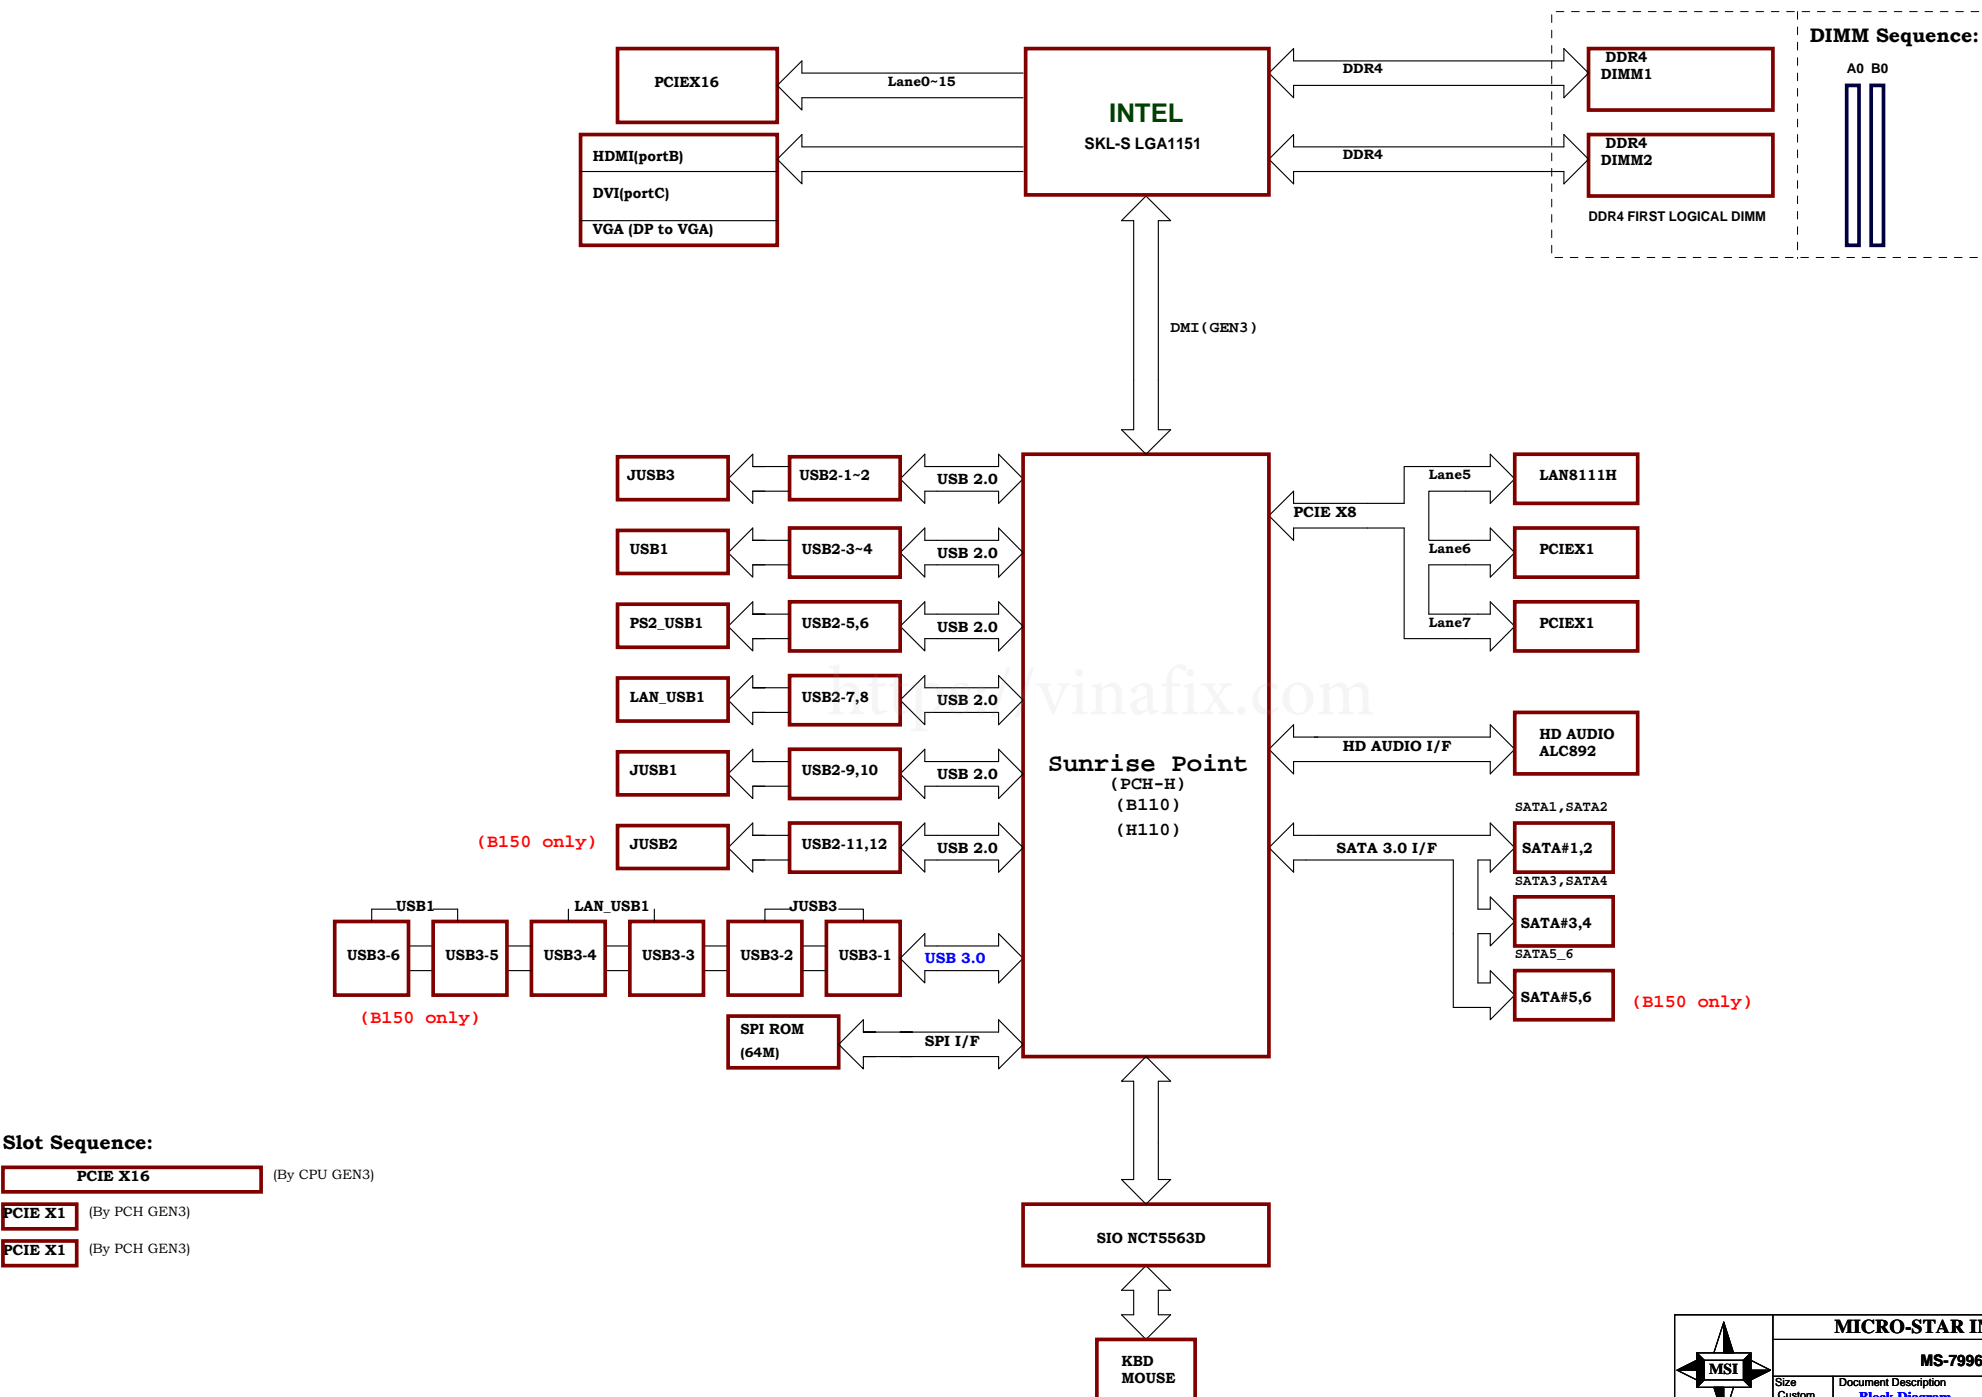 DIMM Sequence:
A0 B0
PCIEX16
Lane0~15
INTEL
SKL-S LGA1151
DDR4
DDR4
DIMM1
HDMI(portB)
DVI(portC)
VGA (DP to VGA)
DDR4
DDR4
DIMM2
DDR4 FIRST LOGICAL DIMM
DMI(GEN3)
JUSB3
USB2-1~2
USB 2.0
PCIE X8
Lane5
LAN8111H
USB1
USB2-3~4
USB 2.0
Lane6
PCIEX1
PS2_USB1
USB2-5,6
USB 2.0
Lane7
PCIEX1
LAN_USB1
USB2-7,8
USB 2.0
https://vinafix.com
JUSB1
USB2-9,10
USB 2.0
Sunrise Point
(PCH-H)
(B110)
(H110)
HD AUDIO I/F
HD AUDIO
ALC892
(B150 only)
JUSB2
USB2-11,12
USB 2.0
SATA 3.0 I/F
SATA1,SATA2
SATA#1,2
SATA3,SATA4
SATA#3,4
SATA5_6
SATA#5,6
(B150 only)
USB1
LAN_USB1
JUSB3
USB3-6
USB3-5
USB3-4
USB3-3
USB3-2
USB3-1
USB 3.0
(B150 only)
SPI ROM
(64M)
SPI I/F
Slot Sequence:
PCIE X16
(By CPU GEN3)
PCIE X1
(By PCH GEN3)
PCIE X1
(By PCH GEN3)
SIO NCT5563D
KBD
MOUSE
MSI
MICRO-STAR
MS-7996
Size
Custom
Document Description
Block Diagram